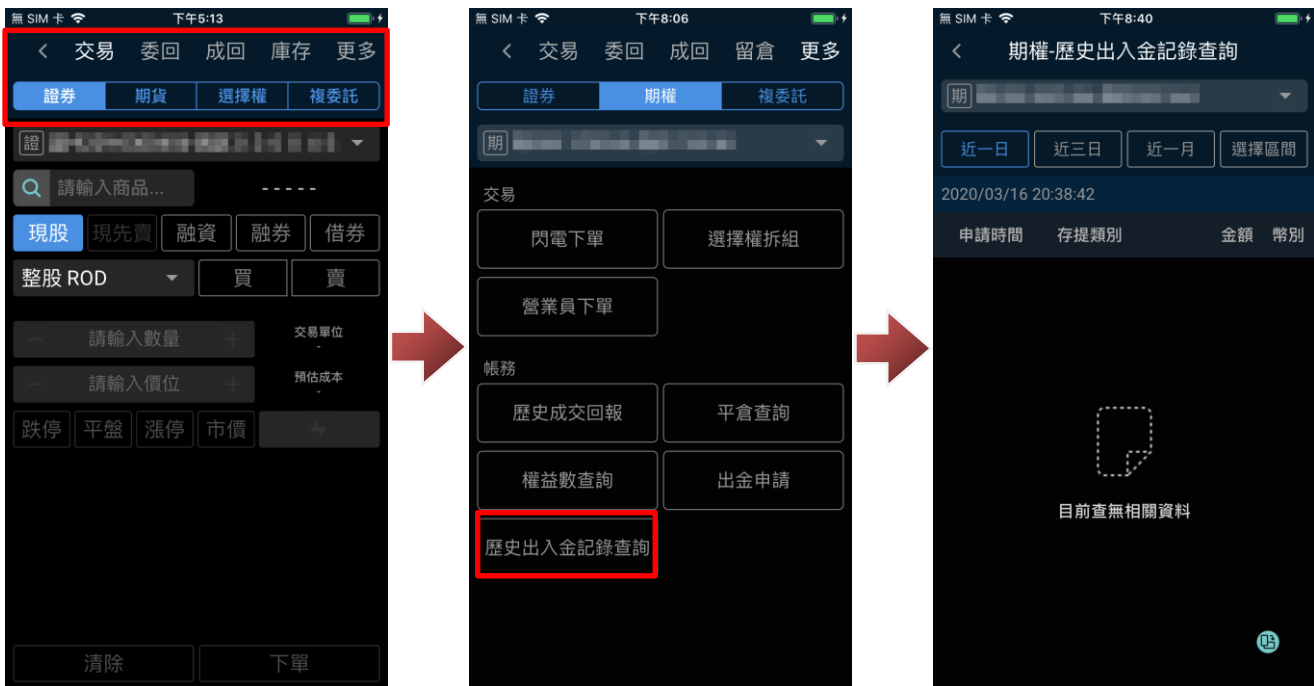 無 SIM 卡 下午5:13
< 交易 委回 成回 庫存 更多
證券 期貨 選擇權 複委託
證
請輸入商品... - - - - -
現股 現先賣 融資 融券 借券
整股 ROD 買 賣
− 請輸入數量 + 交易單位
-
− 請輸入價位 + 預估成本
-
跌停 平盤 漲停 市價
清除 下單
無 SIM 卡 下午8:06
< 交易 委回 成回 留倉 更多
證券 期權 複委託
期
交易
閃電下單 選擇權拆組
營業員下單
帳務
歷史成交回報 平倉查詢
權益數查詢 出金申請
歷史出入金記錄查詢
無 SIM 卡 下午8:40
< 期權-歷史出入金記錄查詢
期
近一日 近三日 近一月 選擇區間
2020/03/16 20:38:42
申請時間 存提類別 金額 幣別
目前查無相關資料